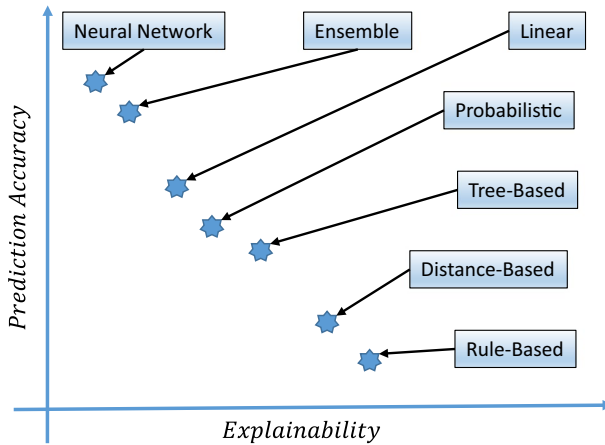 Neural Network
Ensemble
Linear
Probabilistic
Tree-Based
Distance-Based
Rule-Based
Prediction Accuracy
Explainability